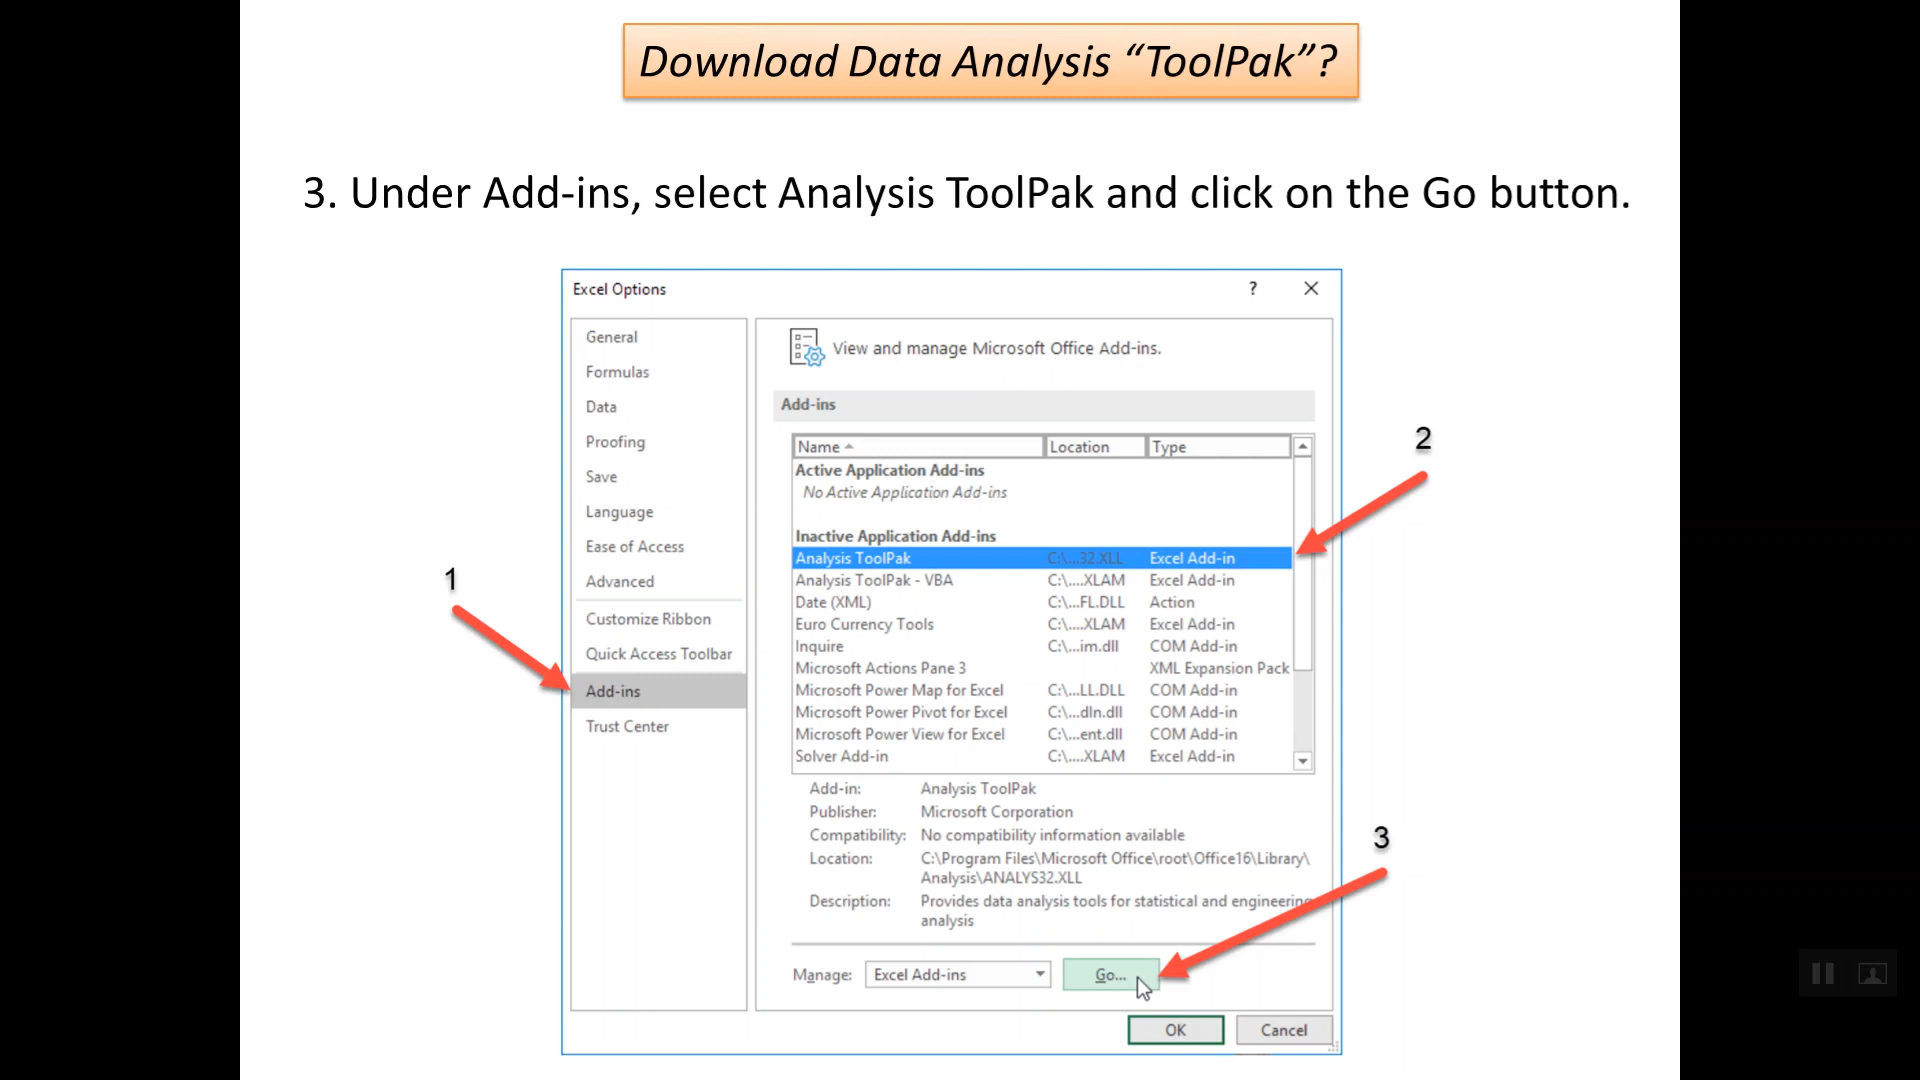 Download Data Analysis “ToolPak”?
3. Under Add-ins, select Analysis ToolPak and click on the Go button.
Excel Options
?
General
Formulas
Data
Proofing
Save
Language
Ease of Access
Advanced
Customize Ribbon
Quick Access Toolbar
Add-ins
Trust Center
1
View and manage Microsoft Office Add-ins.
Add-ins
Name Location Type
Active Application Add-ins
No Active Application Add-ins
Inactive Application Add-ins
Analysis ToolPak C:\...32.XLL Excel Add-in
Analysis ToolPak - VBA C:\....XLAM Excel Add-in
Date (XML) C:\...FL.DLL Action
Euro Currency Tools C:\....XLAM Excel Add-in
Inquire C:\...im.dll COM Add-in
Microsoft Actions Pane 3 XML Expansion Pack
Microsoft Power Map for Excel C:\...LL.DLL COM Add-in
Microsoft Power Pivot for Excel C:\...dln.dll COM Add-in
Microsoft Power View for Excel C:\...ent.dll COM Add-in
Solver Add-in C:\....XLAM Excel Add-in
2
Add-in: Analysis ToolPak
Publisher: Microsoft Corporation
Compatibility: No compatibility information available
Location: C:\Program Files\Microsoft Office\root\Office16\Library\
Analysis\ANALYS32.XLL
Description: Provides data analysis tools for statistical and engineering
analysis
3
Manage: Excel Add-ins Go...
OK Cancel